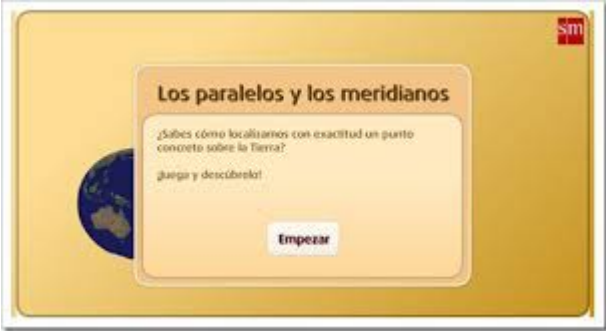 sm
Los paralelos y los meridianos
¿Sabes cómo localizamos con exactitud un punto
concreto sobre la Tierra?
¡Juega y descúbrelo!
Empezar